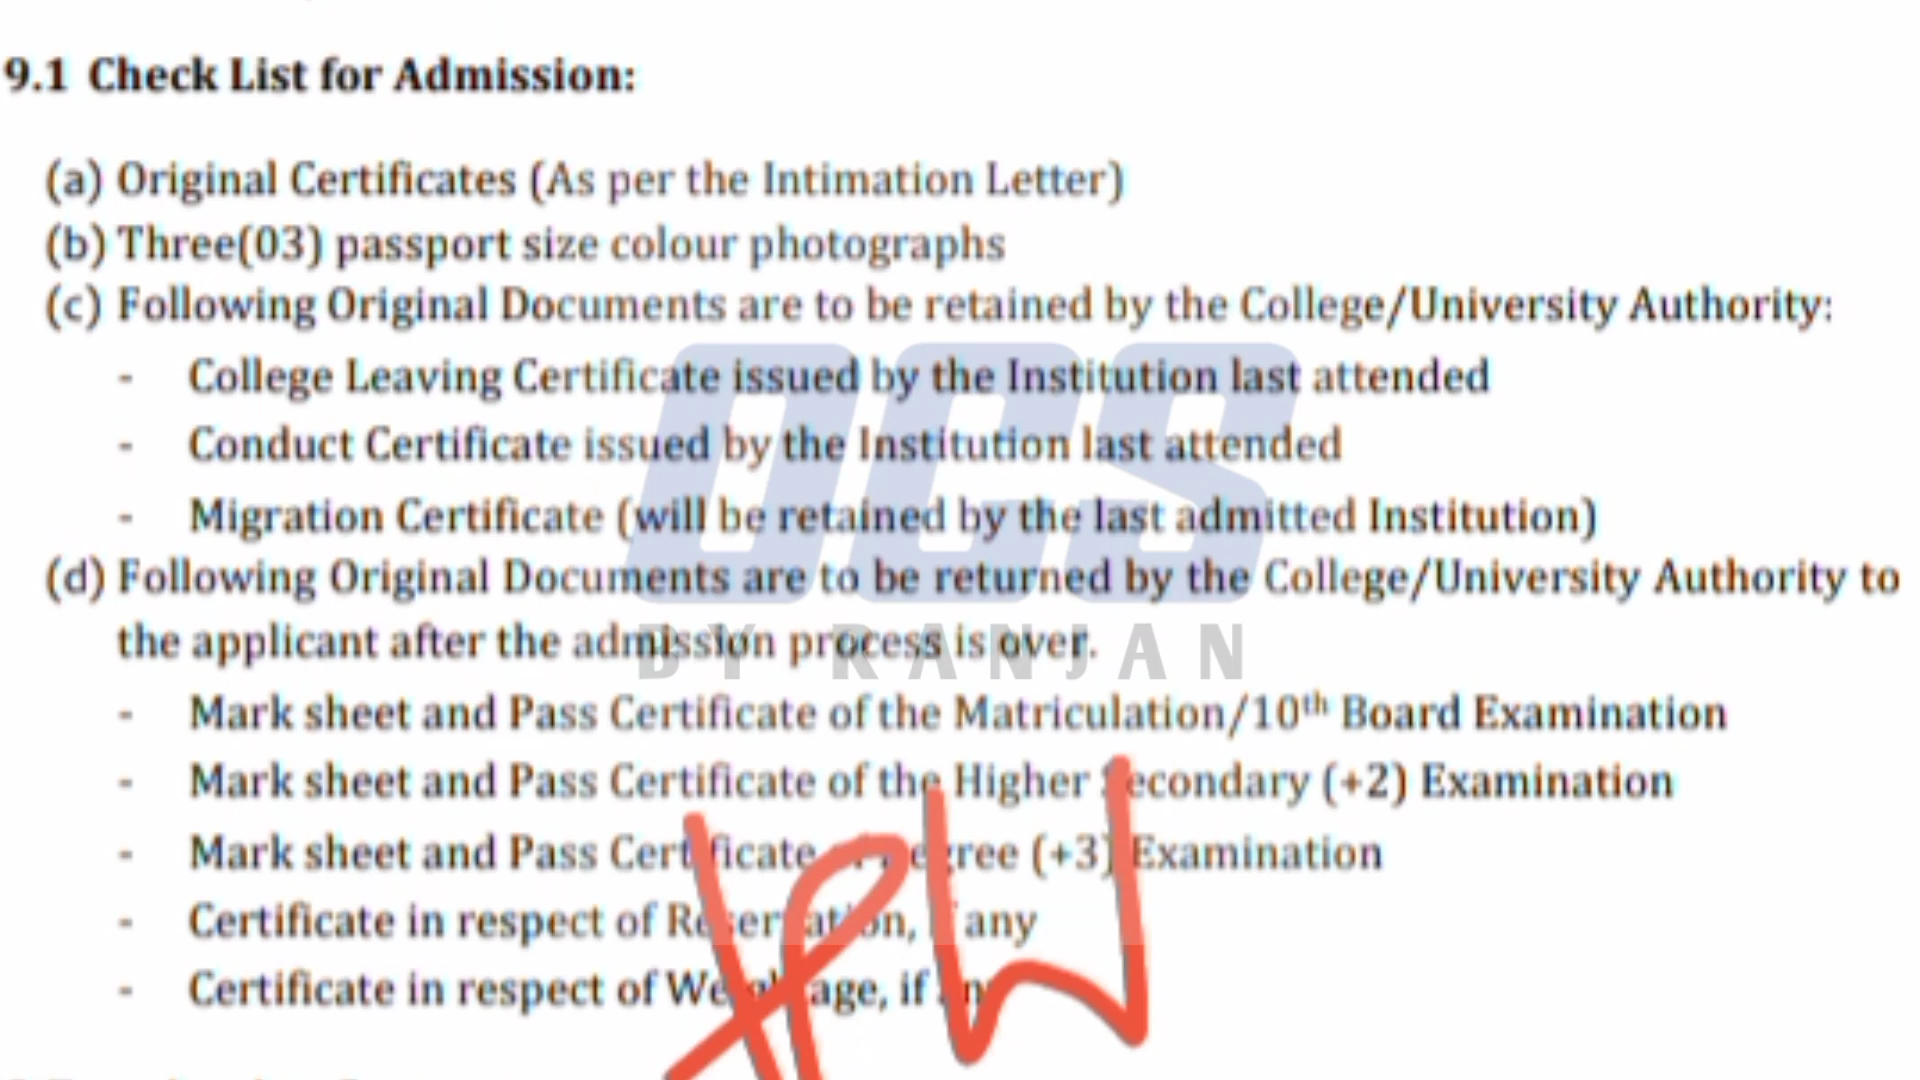 9.1 Check List for Admission:
(a) Original Certificates (As per the Intimation Letter)
(b) Three(03) passport size colour photographs
(c) Following Original Documents are to be retained by the College/University Authority:
- College Leaving Certificate issued by the Institution last attended
- Conduct Certificate issued by the Institution last attended
- Migration Certificate (will be retained by the last admitted Institution)
(d) Following Original Documents are to be returned by the College/University Authority to
the applicant after the admission process is over.
- Mark sheet and Pass Certificate of the Matriculation/10th Board Examination
- Mark sheet and Pass Certificate of the Higher Secondary (+2) Examination
- Mark sheet and Pass Certificate Degree (+3) Examination
- Certificate in respect of Reservation, if any
- Certificate in respect of Weightage, if any
OGS
BY RANJAN